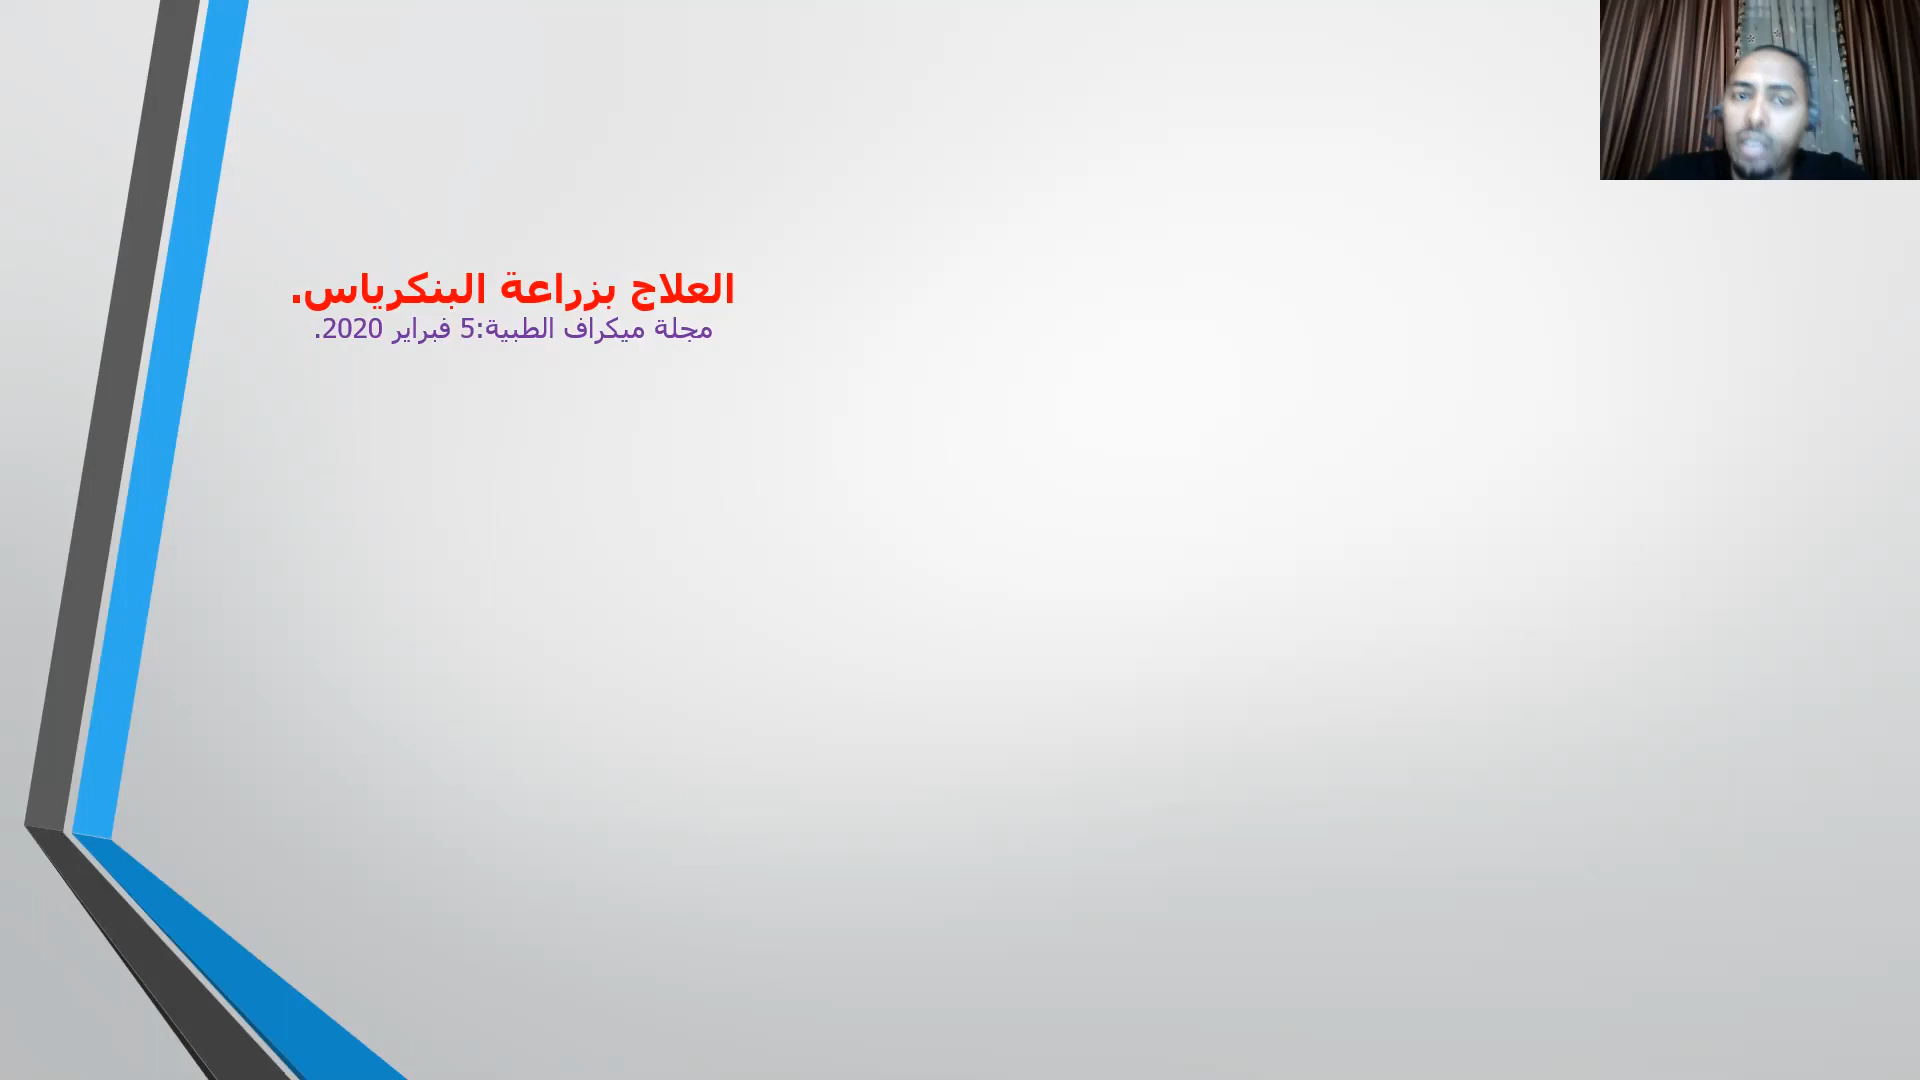 العلاج بزراعة البنكرياس.
مجلة ميكراف الطبية:5 فبراير 2020.